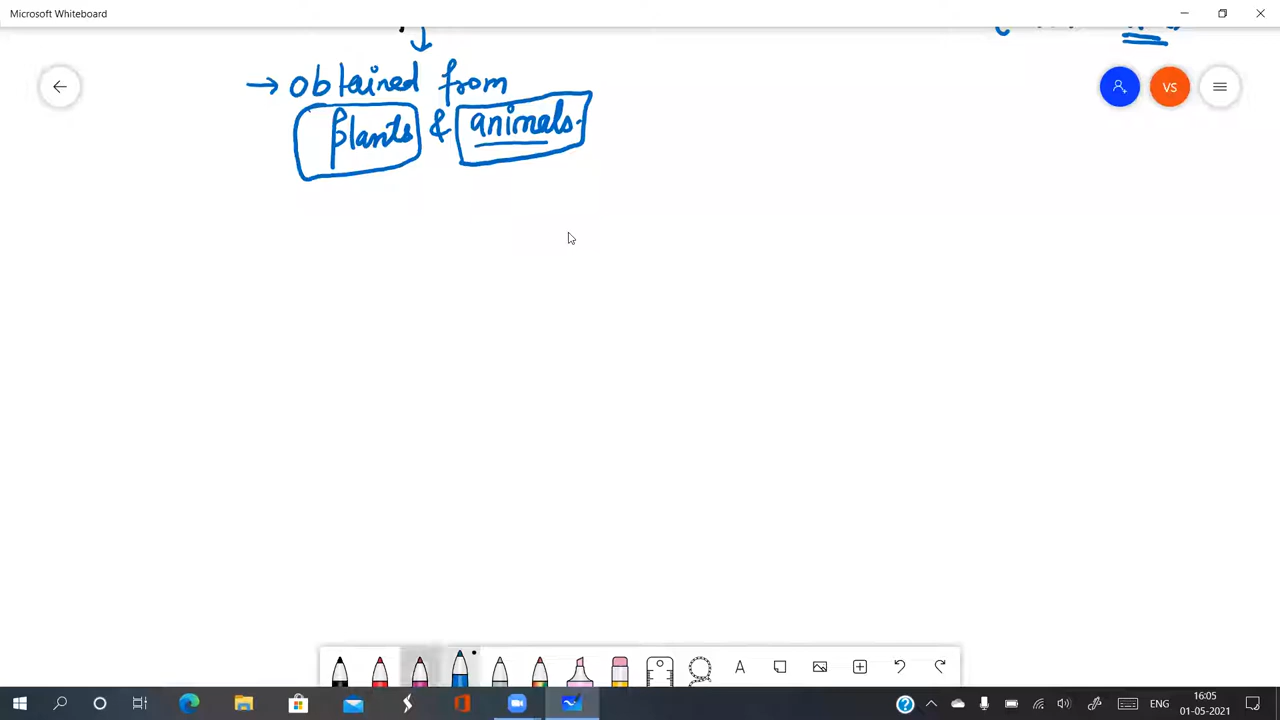 Microsoft Whiteboard
→ obtained from
plants & animals.
VS
A
ENG
16:05
01-05-2021